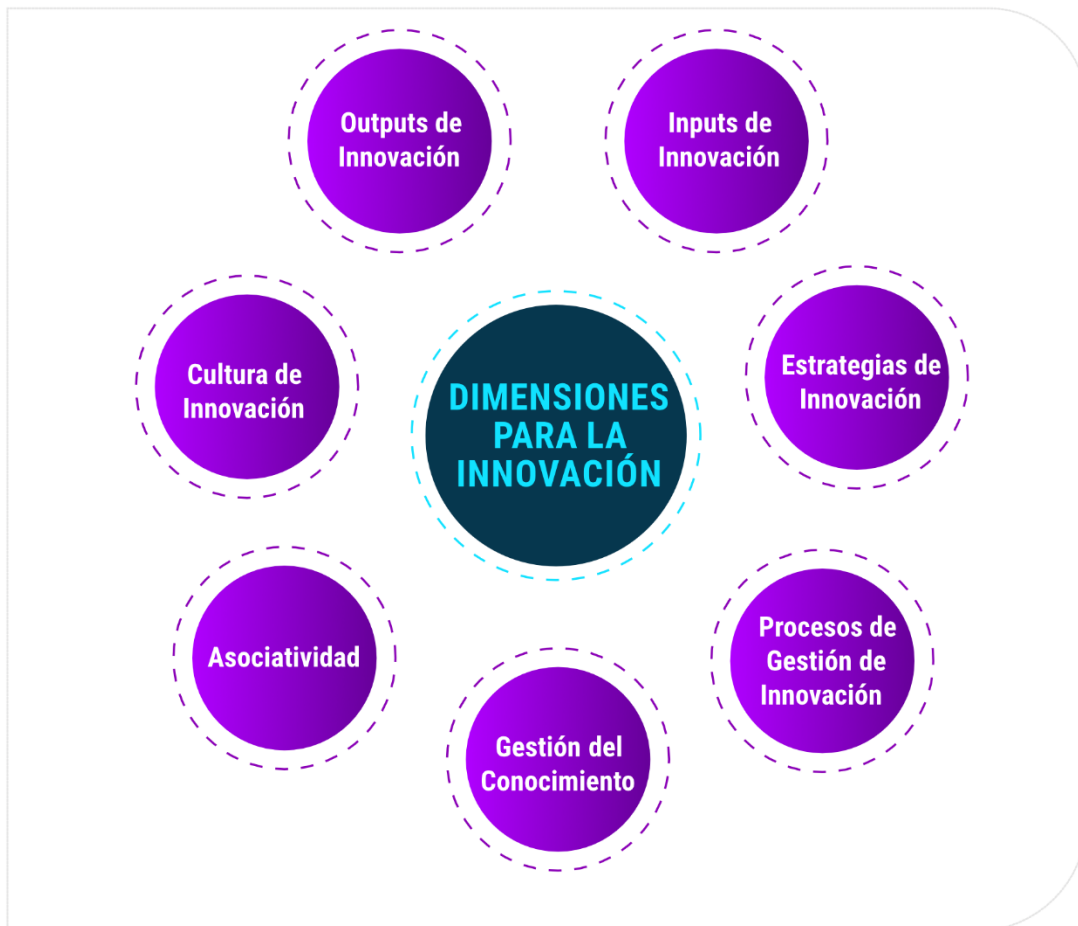 Outputs de
Innovación
Inputs de
Innovación
Cultura de
Innovación
DIMENSIONES
PARA LA
INNOVACIÓN
Estrategias de
Innovación
Asociatividad
Procesos de
Gestión de
Innovación
Gestión del
Conocimiento